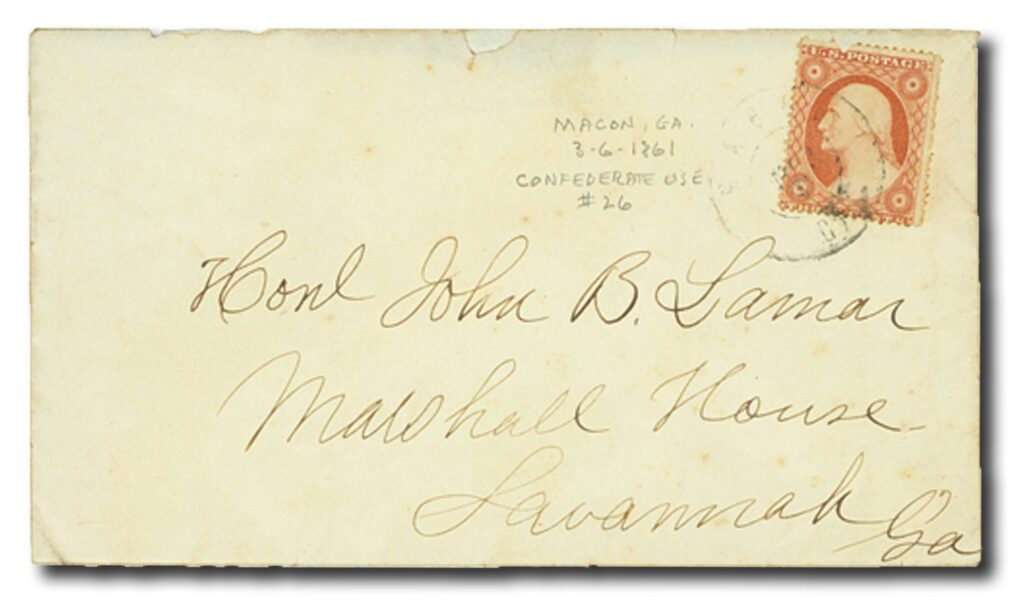 U.S. POSTAGE
MACON, GA.
3-6-1861
CONFEDERATE USE
#26
Honl John B. Lamar
Marshall House
Savannah Ga